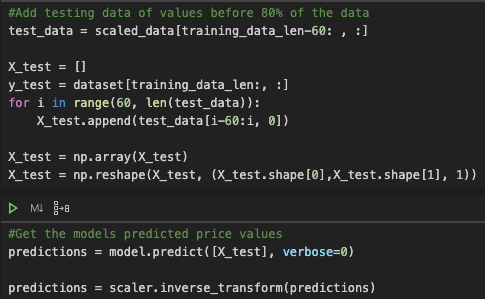 #Add testing data of values before 80% of the data
test_data = scaled_data[training_data_len-60: , :]
X_test = []
y_test = dataset[training_data_len:, :]
for i in range(60, len(test_data)):
    X_test.append(test_data[i-60:i, 0])
X_test = np.array(X_test)
X_test = np.reshape(X_test, (X_test.shape[0],X_test.shape[1], 1))
M↓
#Get the models predicted price values
predictions = model.predict([X_test], verbose=0)
predictions = scaler.inverse_transform(predictions)